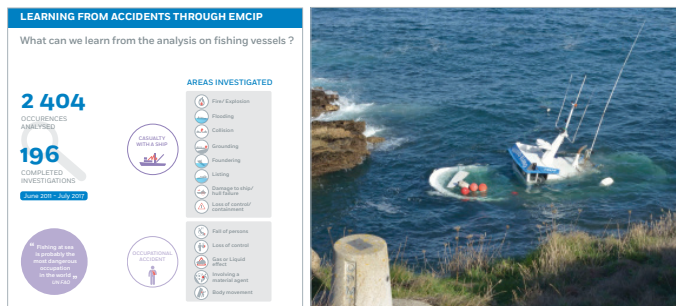 LEARNING FROM ACCIDENTS THROUGH EMCIP
What can we learn from the analysis on fishing vessels ?
2 404
OCCURENCES
ANALYSED
196
COMPLETED
INVESTIGATIONS
June 2011 - July 2017
“ Fishing at sea
is probably the
most dangerous
occupation
in the world ”
CASUALTY
WITH A SHIP
OCCUPATIONAL
ACCIDENT
AREAS INVESTIGATED
Fire/ Explosion
Flooding
Collision
Grounding
Foundering
Listing
Damage to ship/
hull failure
Loss of control/
containment
Fall of persons
Loss of control
Gas or Liquid
effect
Involving a
material agent
Body movement